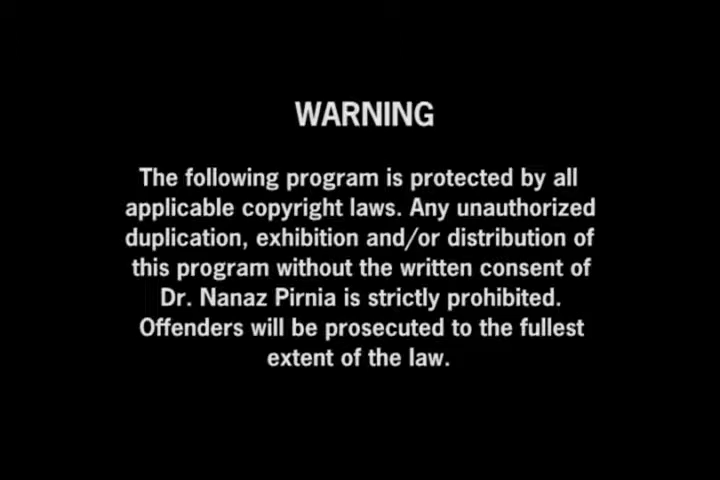 WARNING
The following program is protected by all
applicable copyright laws. Any unauthorized
duplication, exhibition and/or distribution of
this program without the written consent of
Dr. Nanaz Pirnia is strictly prohibited.
Offenders will be prosecuted to the fullest
extent of the law.